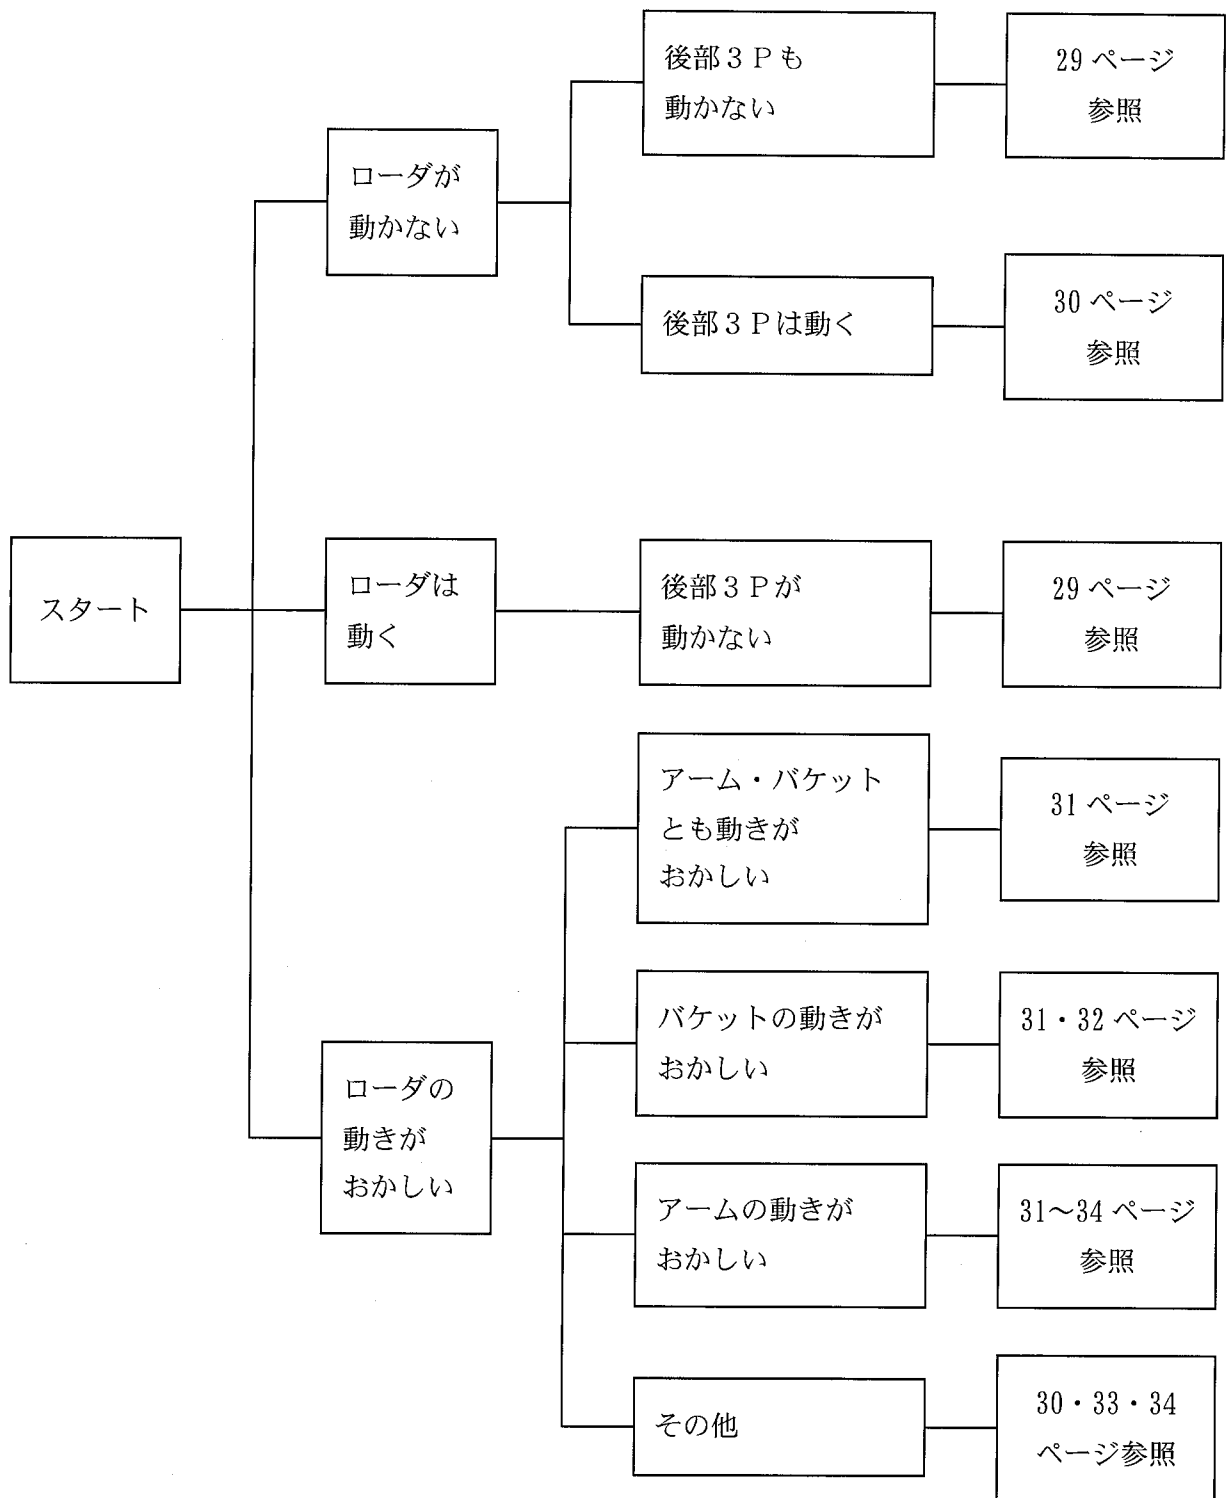 スタート
ローダが
動かない
後部３Ｐも
動かない
29 ページ
参照
後部３Ｐは動く
30 ページ
参照
ローダは
動く
後部３Ｐが
動かない
29 ページ
参照
ローダの
動きが
おかしい
アーム・バケット
とも動きが
おかしい
31 ページ
参照
バケットの動きが
おかしい
31・32 ページ
参照
アームの動きが
おかしい
31～34 ページ
参照
その他
30・33・34
ページ参照